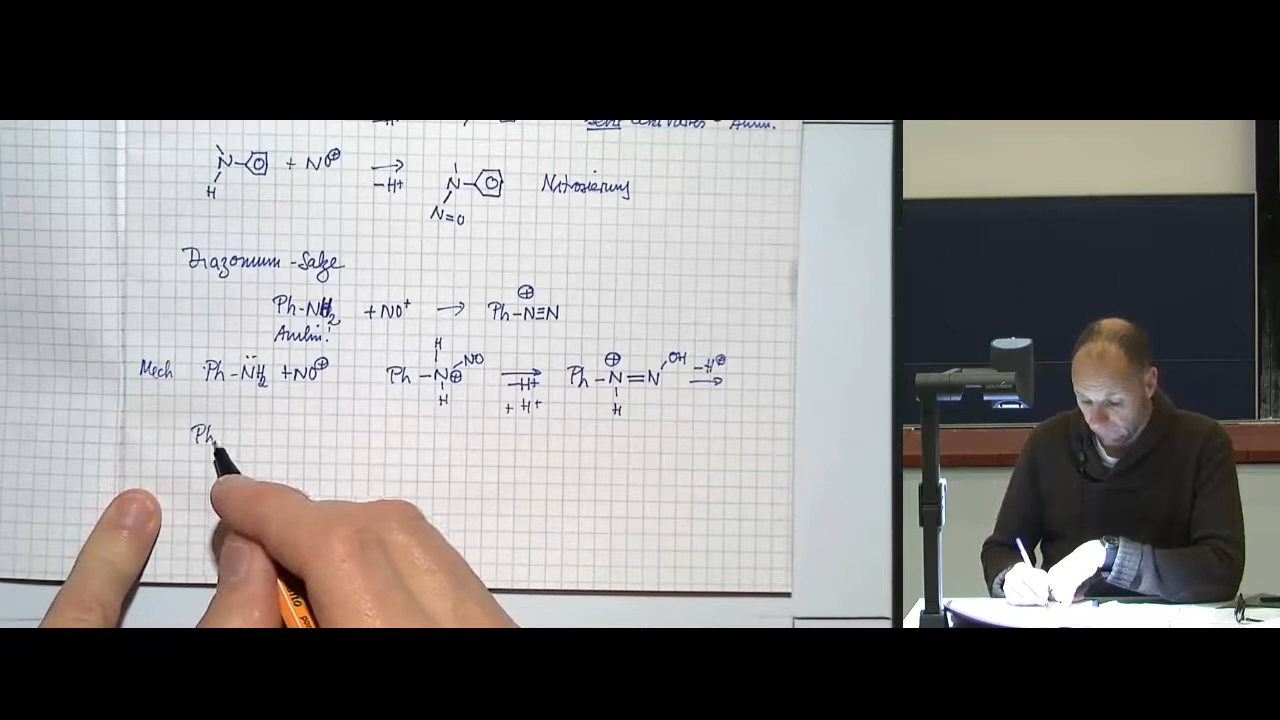 N + NO⊕ → N Nitrosierung
H −H+ N=O
Diazonium-Salze
Ph-NH2 + NO+ → Ph-N≡N ⊕
Anilin!
Mech Ph-NH2 + NO⊕ Ph-N⊕ H NO H → −H+ + H+ Ph-N=N ⊕ OH H −H⊕ →
Ph